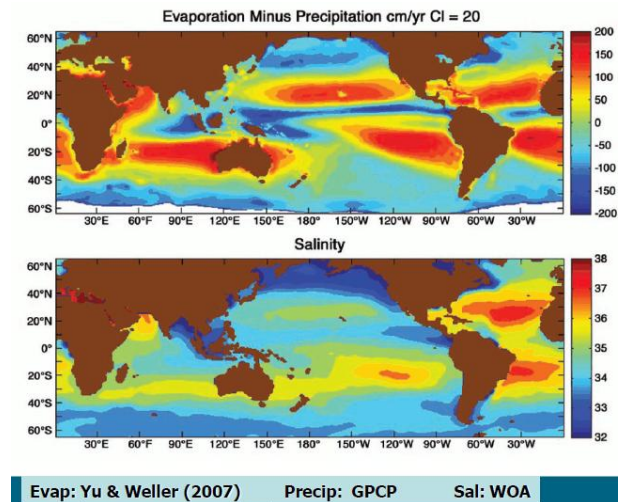 Evaporation Minus Precipitation cm/yr CI = 20
60°N
40°N
20°N
0°
20°S
40°S
60°S
30°E 60°E 90°E 120°E 150°E 180° 150°W 120°W 90°W 60°W 30°W
200
150
100
50
0
-50
-100
-150
-200
Salinity
60°N
40°N
20°N
0°
20°S
40°S
60°S
30°E 60°E 90°E 120°E 150°E 180° 150°W 120°W 90°W 60°W 30°W
38
37
36
35
34
33
32
Evap: Yu & Weller (2007) Precip: GPCP Sal: WOA